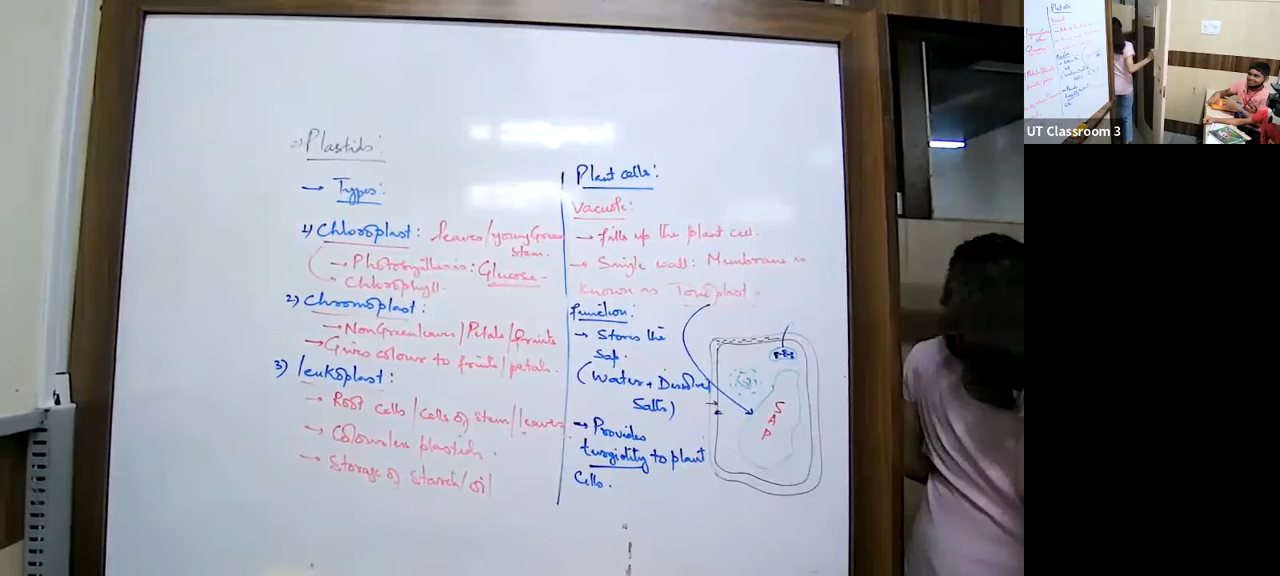 Plastids:
→ Types:
1) Chloroplast: leaves/young Green
stem.
→ Photosynthesis: Glucose.
Chlorophyll.
2) Chromoplast:
→ Non Green leaves/Petals/fruits
→ Gives colour to fruits/petals.
3) leukoplast:
→ Root cells/cells of stem/leaves
→ Colourless plastids.
→ Storage of starch/oil
Plant cells:
Vacuole:
→ fills up the plant cell.
→ Single wall: Membrane is
known as Tonoplast.
function:
→ Stores the
Sap.
(Water + Dissolved
Salts)
→ Provides
turgidity to plant
Cells.
SAP
UT Classroom 3